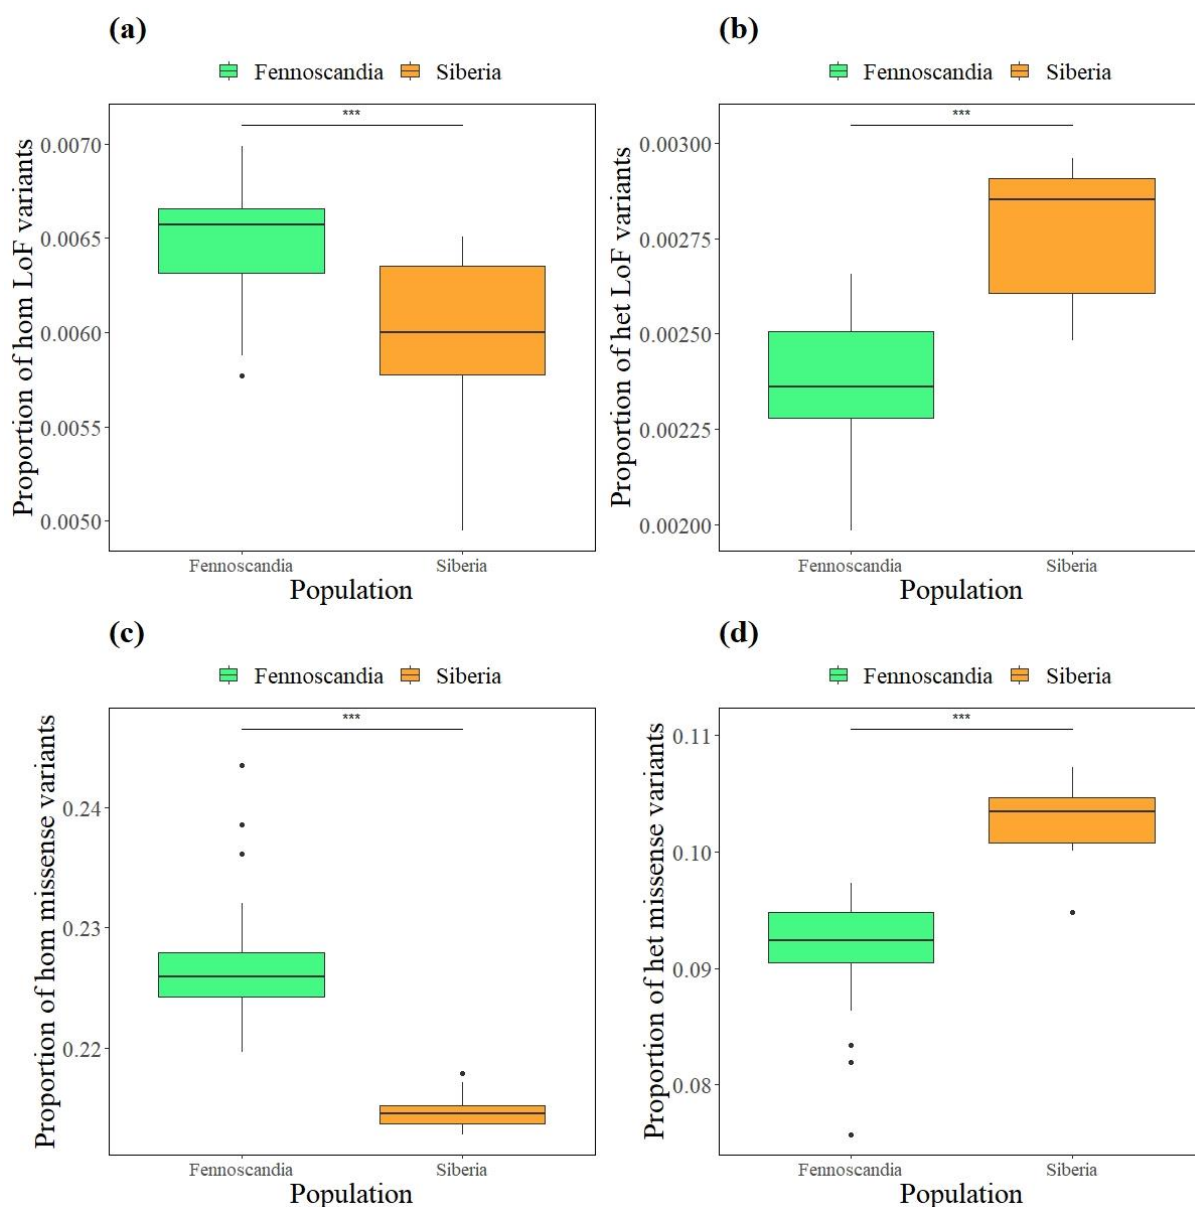 (a)
Fennoscandia Siberia
***
Proportion of hom LoF variants
0.0070
0.0065
0.0060
0.0055
0.0050
Fennoscandia Siberia
Population
(b)
Fennoscandia Siberia
***
Proportion of het LoF variants
0.00300
0.00275
0.00250
0.00225
0.00200
Fennoscandia Siberia
Population
(c)
Fennoscandia Siberia
***
Proportion of hom missense variants
0.24
0.23
0.22
Fennoscandia Siberia
Population
(d)
Fennoscandia Siberia
***
Proportion of het missense variants
0.11
0.10
0.09
0.08
Fennoscandia Siberia
Population